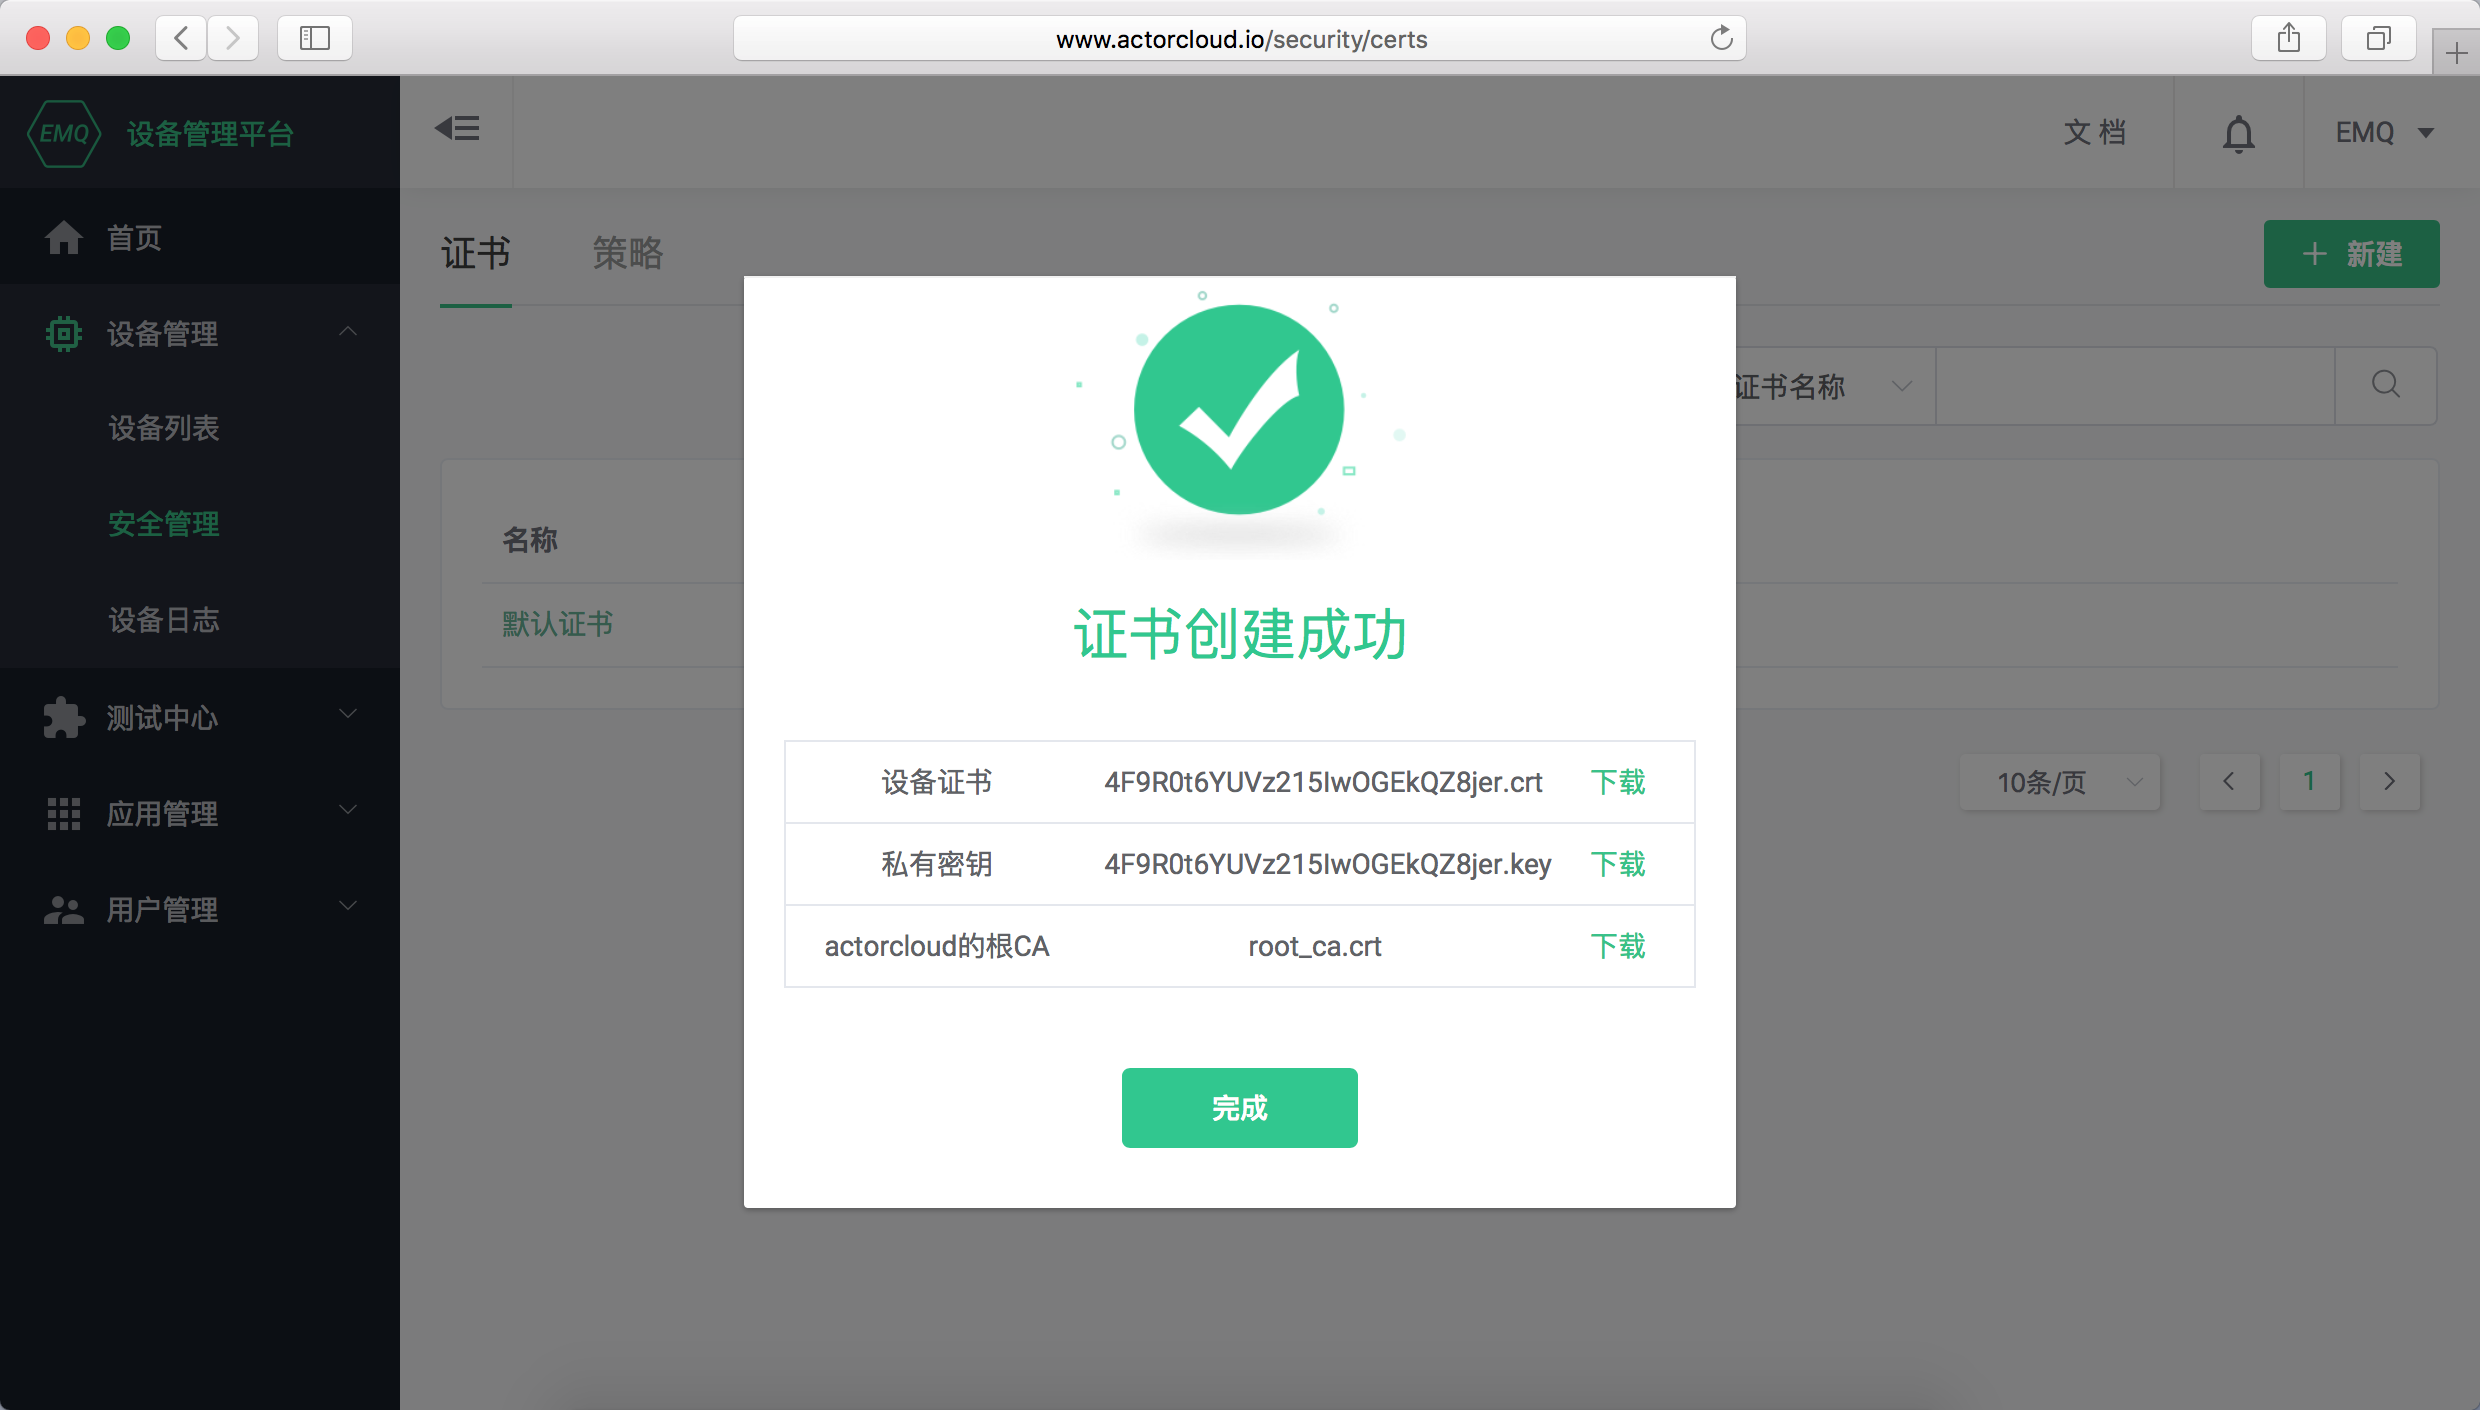 www.actorcloud.io/security/certs
EMQ 设备管理平台
文 档
EMQ
首页
设备管理
设备列表
安全管理
设备日志
测试中心
应用管理
用户管理
证书 策略
新建
证书名称
名称
默认证书
证书创建成功
设备证书 4F9R0t6YUVz215IwOGEkQZ8jer.crt 下载
私有密钥 4F9R0t6YUVz215IwOGEkQZ8jer.key 下载
actorcloud的根CA root_ca.crt 下载
10条/页 1
完成